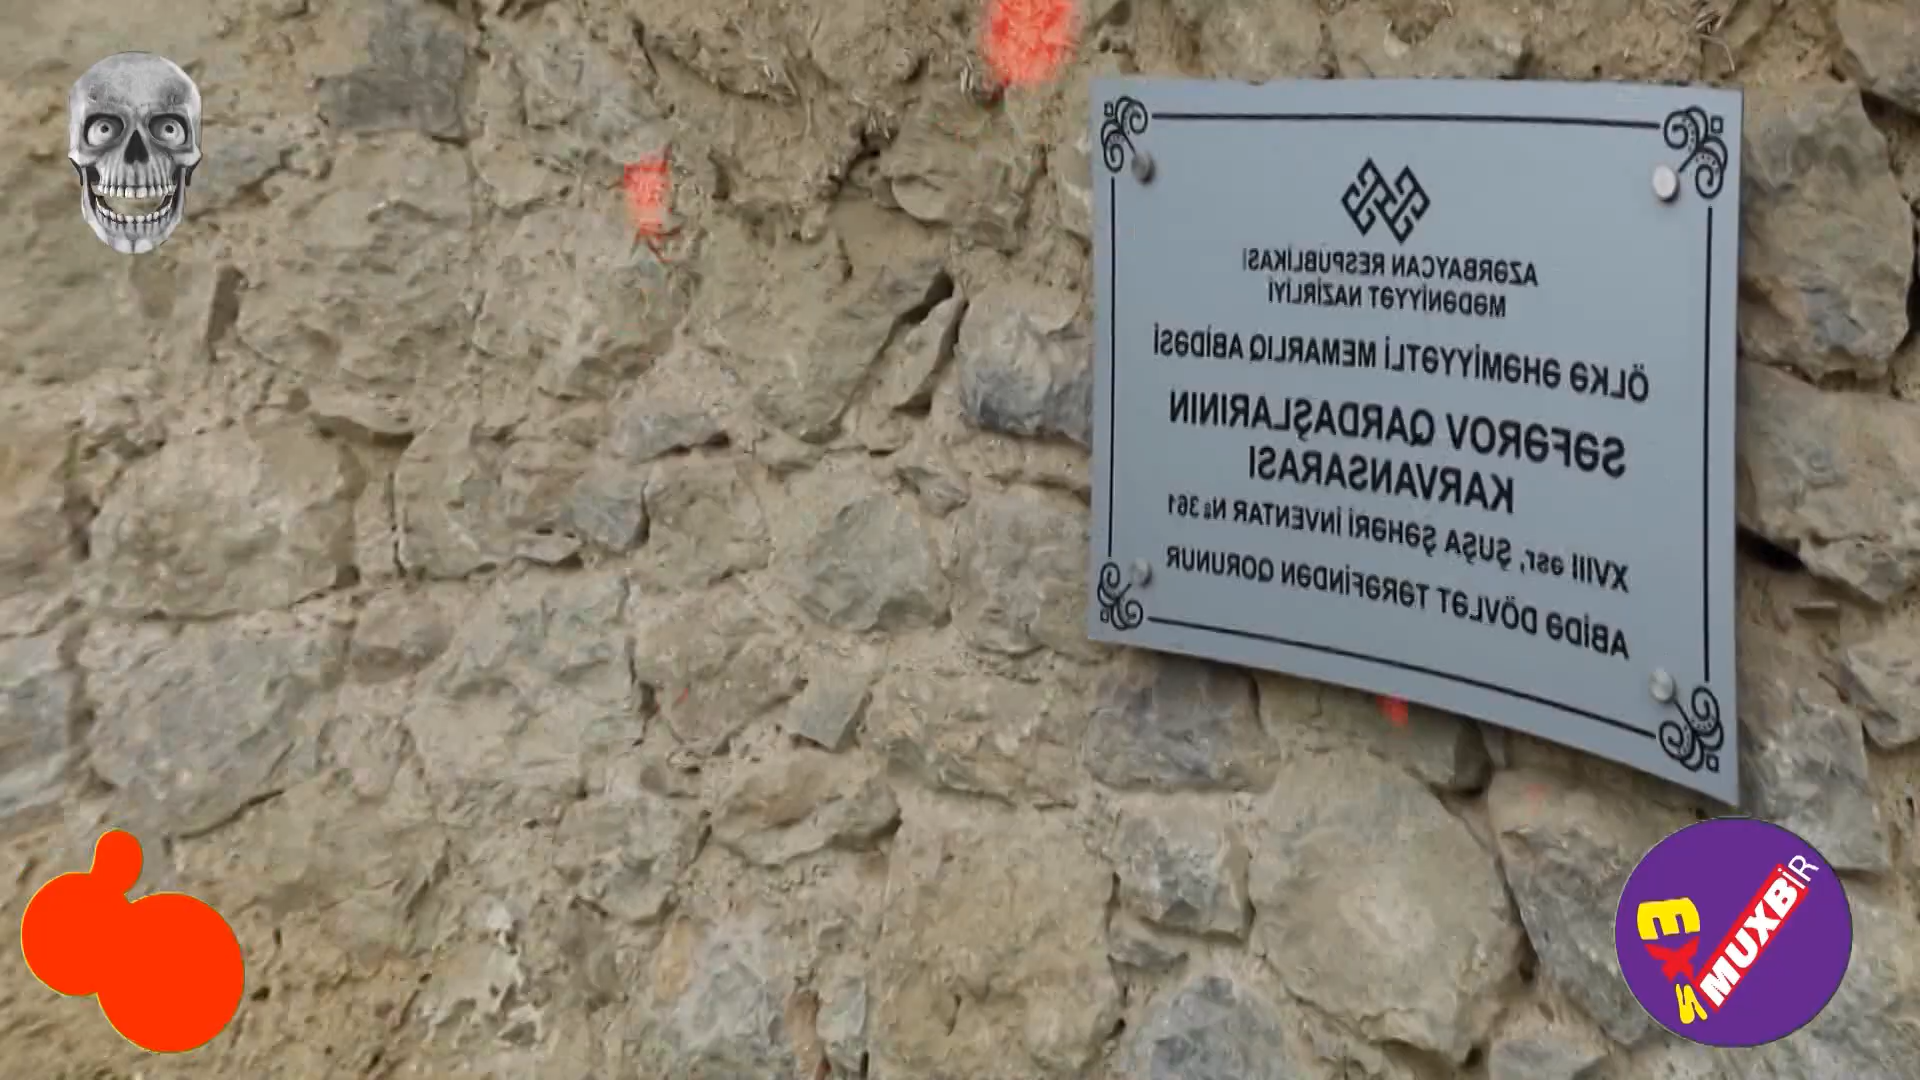 AZƏRBAYCAN RESPUBLİKASI
MƏDƏNİYYƏT NAZİRLİYİ
ÖLKƏ ƏHƏMİYYƏTLİ MEMARLIQ ABİDƏSİ
SƏFƏROV QARDAŞLARININ
KARVANSARASI
XVIII əsr, ŞUŞA ŞƏHƏRİ İNVENTAR № 361
ABİDƏ DÖVLƏT TƏRƏFİNDƏN QORUNUR
MUXBİR